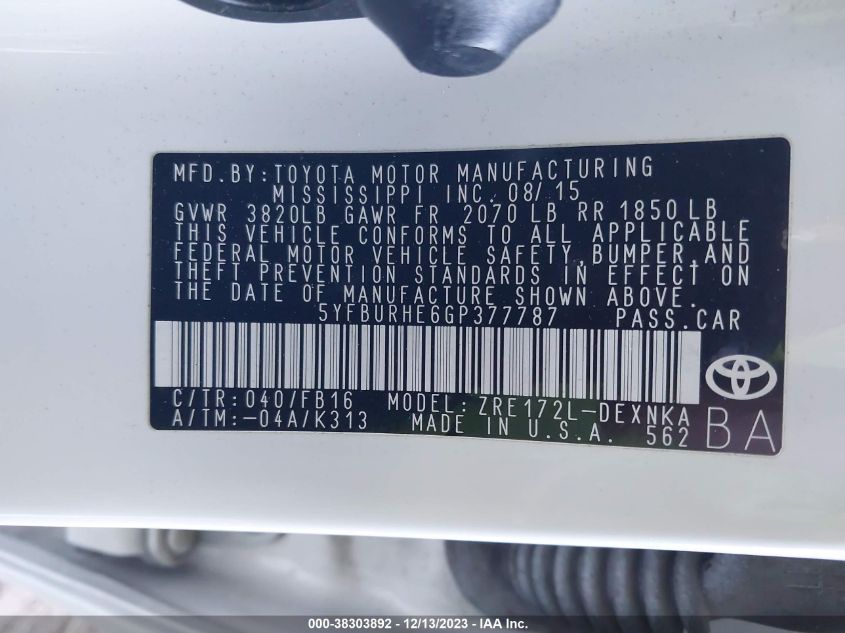 MFD.BY:TOYOTA MOTOR MANUFACTURING
MISSISSIPPI INC. 08/15
GVWR 3820LB GAWR FR 2070LB RR 1850LB
THIS VEHICLE CONFORMS TO ALL APPLICABLE
FEDERAL MOTOR VEHICLE SAFETY,BUMPER,AND
THEFT PREVENTION STANDARDS IN EFFECT ON
THE DATE OF MANUFACTURE SHOWN ABOVE.
5YFBURHE6GP377787 PASS.CAR
C/TR:040/FB16 MODEL:ZRE172L-DEXNKA
A/TM:-04A/K313 MADE IN U.S.A. 562 BA
000-38303892 - 12/13/2023 - IAA Inc.